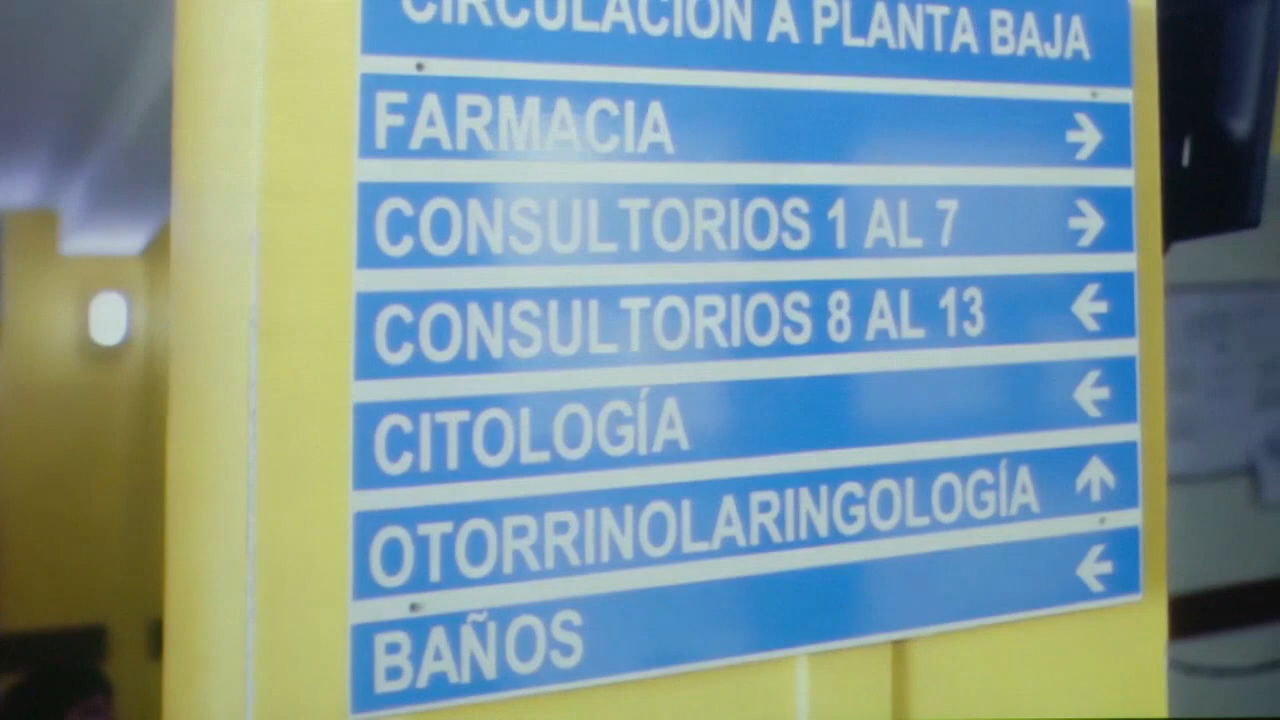 CIRCULACIÓN A PLANTA BAJA
FARMACIA →
CONSULTORIOS 1 AL 7 →
CONSULTORIOS 8 AL 13 ←
CITOLOGÍA ←
OTORRINOLARINGOLOGÍA ↑
BAÑOS ←